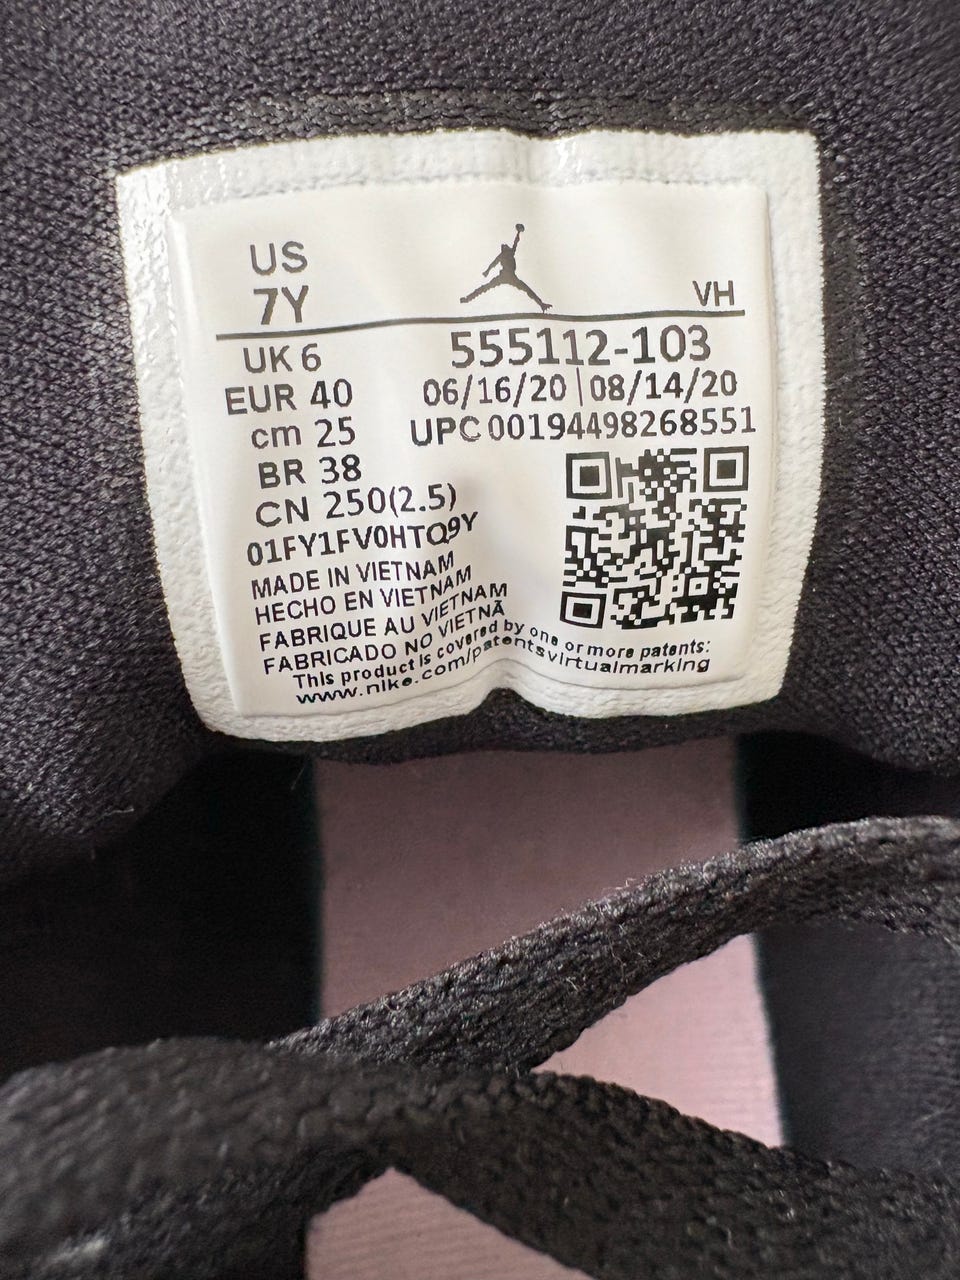 US
7Y
VH
UK 6
555112-103
EUR 40
06/16/20 | 08/14/20
cm 25
UPC 00194498268551
BR 38
CN 250(2.5)
01FY1FV0HTQ9Y
MADE IN VIETNAM
HECHO EN VIETNAM
FABRIQUE AU VIETNAM
FABRICADO NO VIETNÃ
This product is covered by one or more patents:
www.nike.com/patentsvirtualmarking